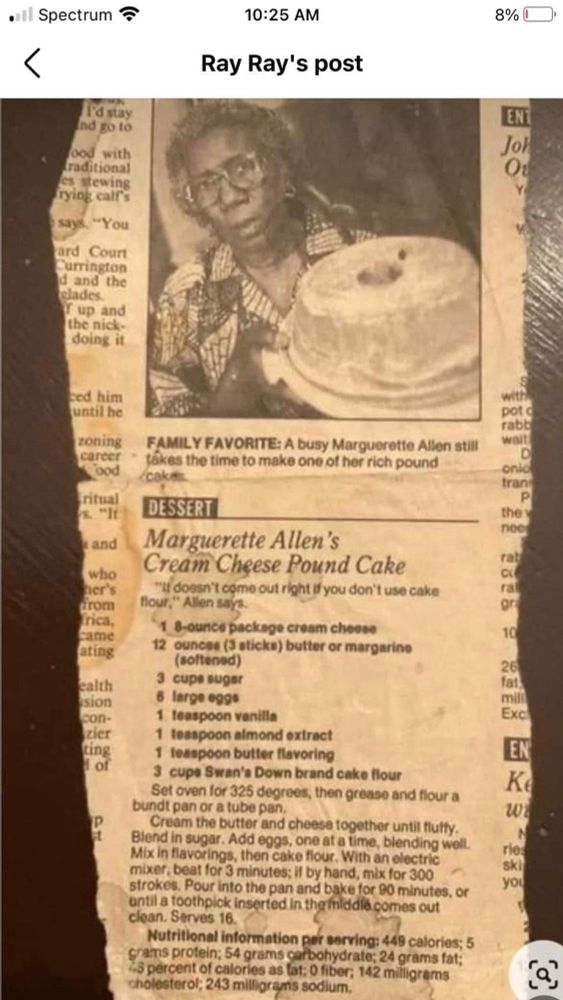 Spectrum
10:25 AM
8%
Ray Ray's post
I'd stay
nd go to
ood with
raditional
es stewing
rying calf's
says. "You
ard Court
Currington
d and the
glades.
f up and
the nick-
doing it
ced him
until he
zoning
career
ood
ritual
s. "It
and
who
her's
from
rica,
came
ating
ealth
sion
con-
zier
ting
of
FAMILY FAVORITE: A busy Marguerette Allen still
takes the time to make one of her rich pound
cakes
DESSERT
Marguerette Allen's
Cream Cheese Pound Cake
"It doesn't come out right if you don't use cake
flour," Allen says.
1 8-ounce package cream cheese
12 ounces (3 sticks) butter or margarine
(softened)
3 cups sugar
6 large eggs
1 teaspoon vanilla
1 teaspoon almond extract
1 teaspoon butter flavoring
3 cups Swan's Down brand cake flour
Set oven for 325 degrees, then grease and flour a
bundt pan or a tube pan.
Cream the butter and cheese together until fluffy.
Blend in sugar. Add eggs, one at a time, blending well.
Mix in flavorings, then cake flour. With an electric
mixer, beat for 3 minutes; if by hand, mix for 300
strokes. Pour into the pan and bake for 90 minutes, or
until a toothpick inserted in the middle comes out
clean. Serves 16.
Nutritional information per serving: 449 calories; 5
grams protein; 54 grams carbohydrate; 24 grams fat;
percent of calories as fat; 0 fiber; 142 milligrams
cholesterol; 243 milligrams sodium.
ENT
Joh
with
pot
rabb
wait
onio
tran
the
nee
rab
10
26
fat,
mill
Exc
EN
Ke
ries
ski
you